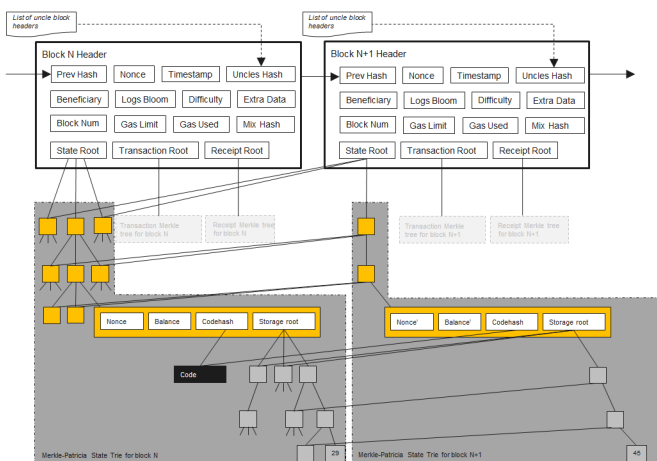 List of uncle block
headers
List of uncle block
headers
Block N Header
Prev Hash
Nonce
Timestamp
Uncles Hash
Beneficiary
Logs Bloom
Difficulty
Extra Data
Block Num
Gas Limit
Gas Used
Mix Hash
State Root
Transaction Root
Receipt Root
Block N+1 Header
Prev Hash
Nonce
Timestamp
Uncles Hash
Beneficiary
Logs Bloom
Difficulty
Extra Data
Block Num
Gas Limit
Gas Used
Mix Hash
State Root
Transaction Root
Receipt Root
Transaction Merkle
tree for block N
Receipt Merkle tree
for block N
Transaction Merkle
tree for block N+1
Receipt Merkle tree
for block N+1
Nonce
Balance
Codehash
Storage root
Nonce'
Balance'
Codehash
Storage root'
Code
Merkle-Patricia State Trie for block N
29
Merkle-Patricia State Trie for block N+1
45